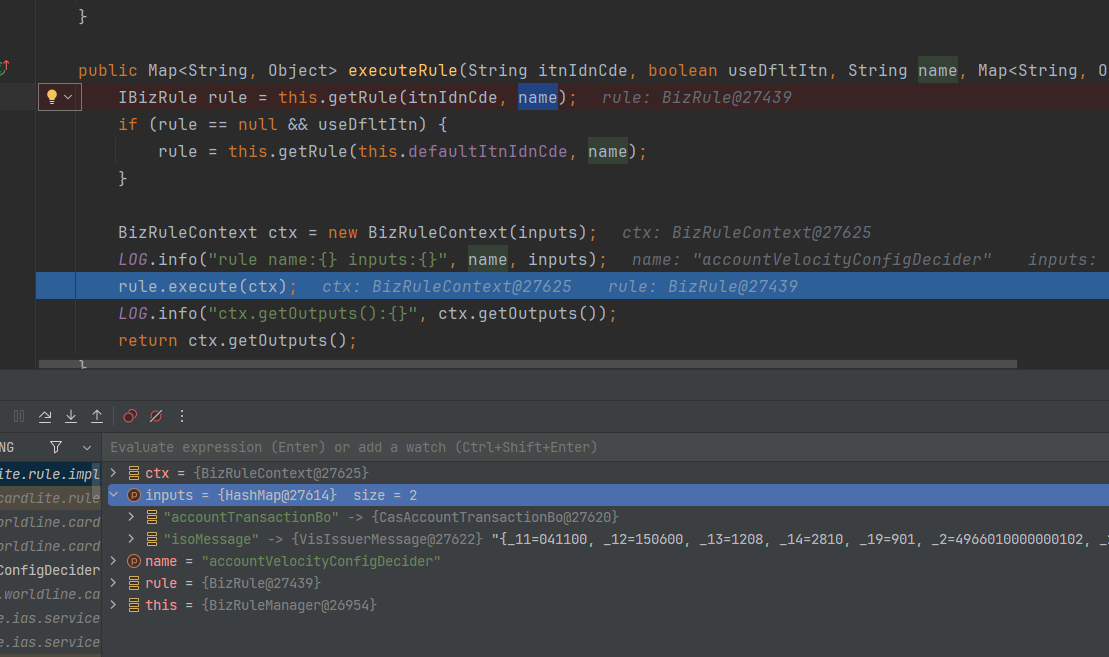 }
public Map<String, Object> executeRule(String itnIdnCde, boolean useDfltItn, String name, Map<String, O
IBizRule rule = this.getRule(itnIdnCde, name); rule: BizRule@27439
if (rule == null && useDfltItn) {
rule = this.getRule(this.defaultItnIdnCde, name);
}
BizRuleContext ctx = new BizRuleContext(inputs); ctx: BizRuleContext@27625
LOG.info("rule name:{} inputs:{}", name, inputs); name: "accountVelocityConfigDecider" inputs:
rule.execute(ctx); ctx: BizRuleContext@27625 rule: BizRule@27439
LOG.info("ctx.getOutputs():{}", ctx.getOutputs());
return ctx.getOutputs();
}
NG
Evaluate expression (Enter) or add a watch (Ctrl+Shift+Enter)
ite.rule.impl
ctx = {BizRuleContext@27625}
cardlite.rule
inputs = {HashMap@27614} size = 2
orldline.card
"accountTransactionBo" -> {CasAccountTransactionBo@27620}
orldline.card
"isoMessage" -> {VisIssuerMessage@27622} "{_11=041100, _12=150600, _13=1208, _14=2810, _19=901, _2=4966010000000102, _
ConfigDecider
name = "accountVelocityConfigDecider"
.worldline.ca
rule = {BizRule@27439}
e.ias.service
this = {BizRuleManager@26954}
e.ias.service